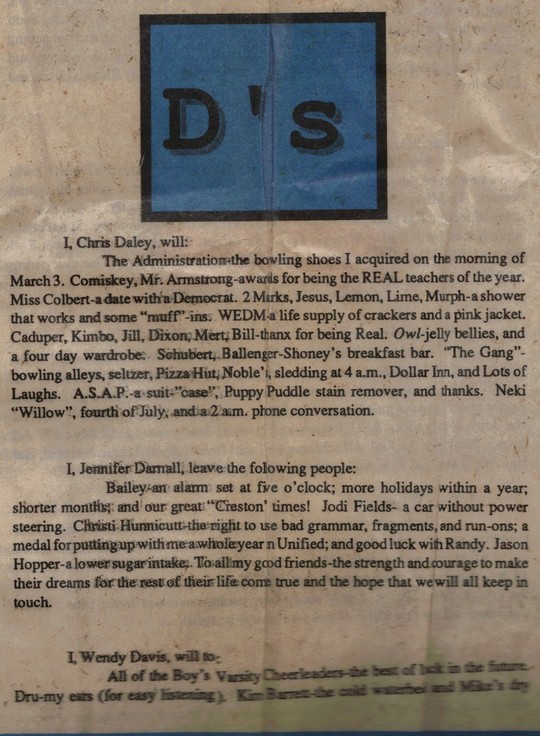 D's
I, Chris Daley, will:
The Administration-the bowling shoes I acquired on the morning of
March 3. Comiskey, Mr. Armstrong-awards for being the REAL teachers of the year.
Miss Colbert-a date with a Democrat. 2 Marks, Jesus, Lemon, Lime, Murph-a shower
that works and some "muff"-ins. WEDM-a life supply of crackers and a pink jacket.
Caduper, Kimbo, Jill, Dixon, Mert, Bill-thanx for being Real. Owl-jelly bellies, and
a four day wardrobe. Schubert, Ballenger-Shoney's breakfast bar. "The Gang"-
bowling alleys, seltzer, Pizza Hut, Noble's, sledding at 4 a.m., Dollar Inn, and Lots of
Laughs. A.S.A.P.-a suit-"case", Puppy Puddle stain remover, and thanks. Neki
"Willow", fourth of July, and a 2 a.m. phone conversation.
I, Jennifer Darnall, leave the folowing people:
Bailey-an alarm set at five o'clock; more holidays within a year;
shorter months; and our great "Creston' times! Jodi Fields- a car without power
steering. Christi Hunnicutt-the right to use bad grammar, fragments, and run-ons; a
medal for putting up with me a whole year n Unified; and good luck with Randy. Jason
Hopper-a lower sugar intake. To all my good friends-the strength and courage to make
their dreams for the rest of their life come true and the hope that we will all keep in
touch.
I, Wendy Davis, will to:
All of the Boy's Varsity Cheerleaders-the best of luck in the future.
Dru-my ears (for easy listening). Kim Barrett-the cold waterbed and Mike's dry